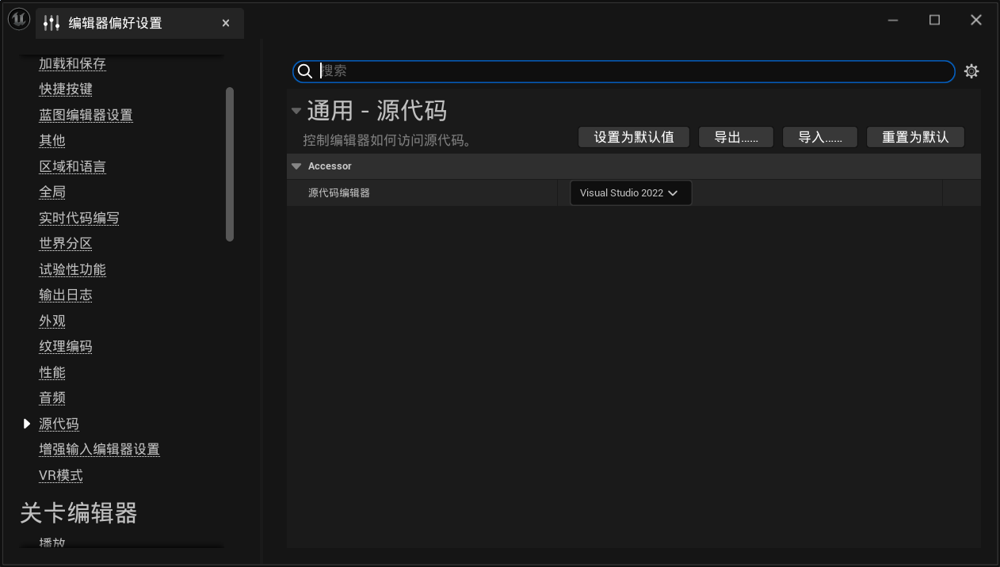 编辑器偏好设置
加载和保存
快捷按键
蓝图编辑器设置
其他
区域和语言
全局
实时代码编写
世界分区
试验性功能
输出日志
外观
纹理编码
性能
音频
源代码
增强输入编辑器设置
VR模式
关卡编辑器
播放
搜索
通用 - 源代码
控制编辑器如何访问源代码。
设置为默认值
导出......
导入......
重置为默认
Accessor
源代码编辑器
Visual Studio 2022